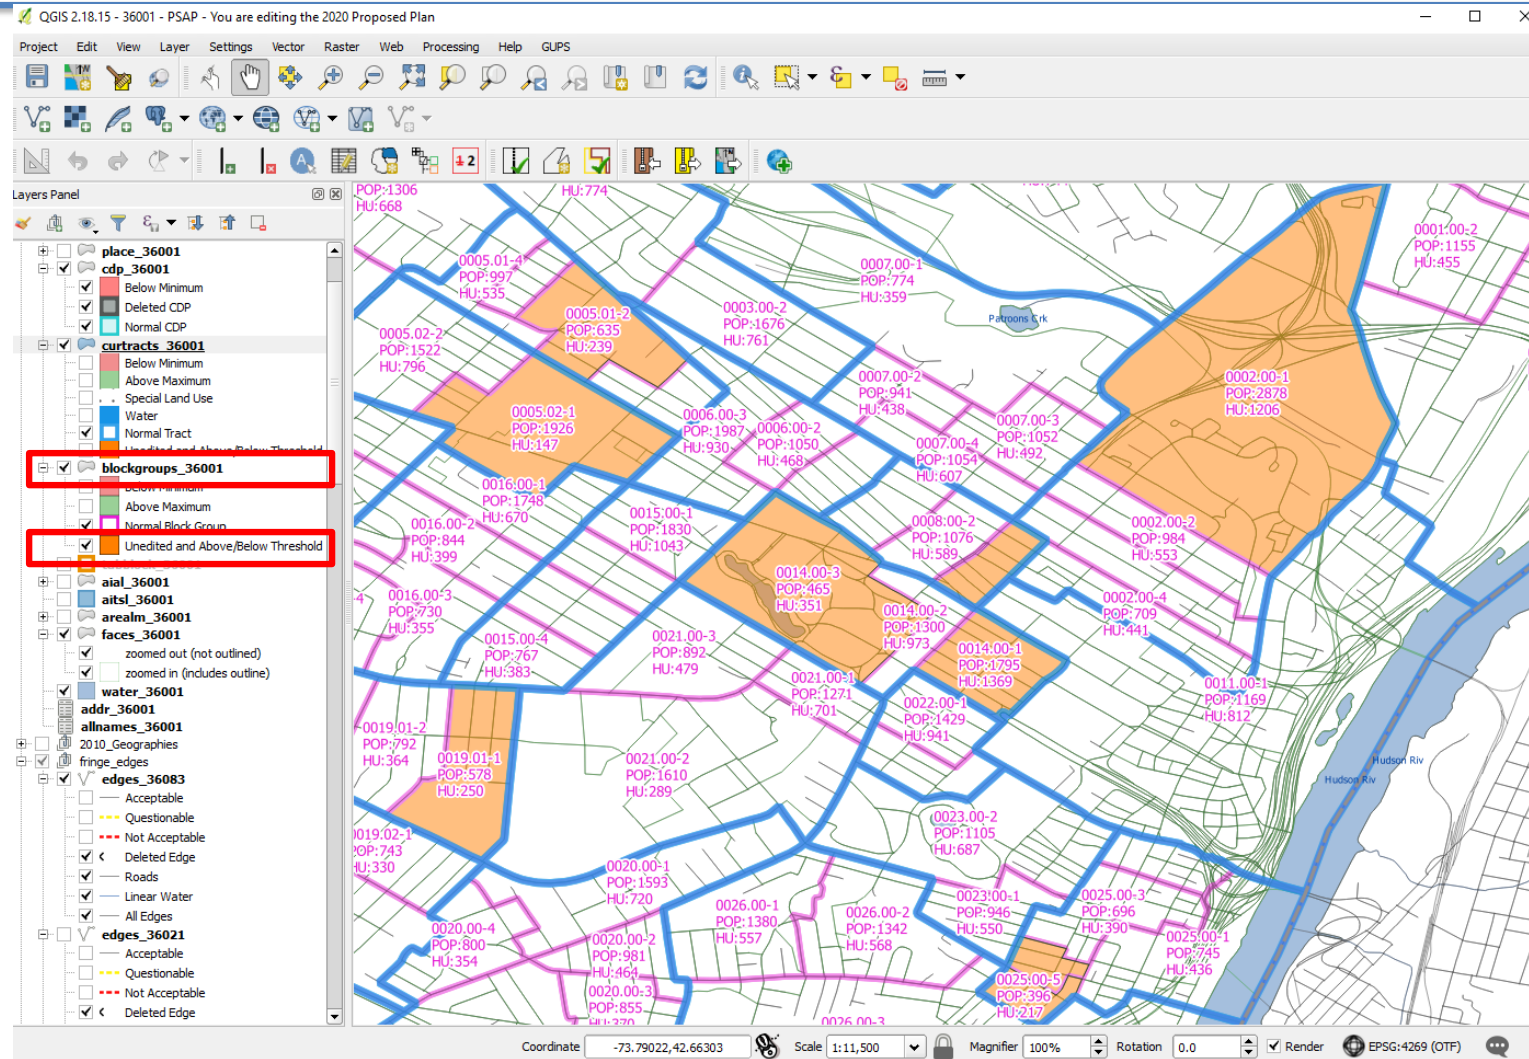 QGIS 2.18.15 - 36001 - PSAP - You are editing the 2020 Proposed Plan
Project Edit View Layer Settings Vector Raster Web Processing Help GUPS
Layers Panel
place_36001
cdp_36001
Below Minimum
Deleted CDP
Normal CDP
curtracts_36001
Below Minimum
Above Maximum
Special Land Use
Water
Normal Tract
Unedited and Above/Below Threshold
blockgroups_36001
Below Minimum
Above Maximum
Normal Block Group
Unedited and Above/Below Threshold
aial_36001
aitsl_36001
arealm_36001
faces_36001
zoomed out (not outlined)
zoomed in (includes outline)
water_36001
addr_36001
allnames_36001
2010_Geographies
fringe_edges
edges_36083
Acceptable
Questionable
Not Acceptable
Deleted Edge
Roads
Linear Water
All Edges
edges_36021
Acceptable
Questionable
Not Acceptable
Deleted Edge
POP:1306
HU:668
HU:774
0001.00-2
POP:1155
HU:455
0005.01-4
POP:997
HU:535
0007.00-1
POP:774
HU:359
0005.01-2
POP:635
HU:239
0003.00-2
POP:1676
HU:761
Patroons Crk
0005.02-2
POP:1522
HU:796
0007.00-2
POP:941
HU:438
0002.00-1
POP:2878
HU:1206
0005.02-1
POP:1926
HU:147
0006.00-3
POP:1987
HU:930
0006.00-2
POP:1050
HU:468
0007.00-3
POP:1052
HU:492
0007.00-4
POP:1054
HU:607
0016.00-1
POP:1748
HU:670
0016.00-2
POP:844
HU:399
0015.00-1
POP:1830
HU:1043
0008.00-2
POP:1076
HU:589
0002.00-2
POP:984
HU:553
0014.00-3
POP:465
HU:351
-4
0016.00-3
POP:730
HU:355
0014.00-2
POP:1300
HU:973
0002.00-4
POP:709
HU:441
0015.00-4
POP:767
HU:383
0021.00-3
POP:892
HU:479
0014.00-1
POP:1795
HU:1369
0021.00-1
POP:1271
HU:701
0011.00-1
POP:1169
HU:812
0022.00-1
POP:1429
HU:941
0019.01-2
POP:792
HU:364
0019.01-1
POP:578
HU:250
0021.00-2
POP:1610
HU:289
Hudson Riv
Hudson Riv
0019.02-1
POP:743
HU:330
0023.00-2
POP:1105
HU:687
0020.00-1
POP:1593
HU:720
0026.00-1
POP:1380
HU:557
0026.00-2
POP:1342
HU:568
0023.00-1
POP:946
HU:550
0025.00-3
POP:696
HU:390
0020.00-4
POP:800
HU:354
0020.00-2
POP:981
HU:464
0025.00-1
POP:745
HU:436
0020.00-3
POP:855
HU:370
0025.00-5
POP:396
HU:217
0026.00-3
Coordinate -73.79022,42.66303 Scale 1:11,500 Magnifier 100% Rotation 0.0 Render EPSG:4269 (OTF)